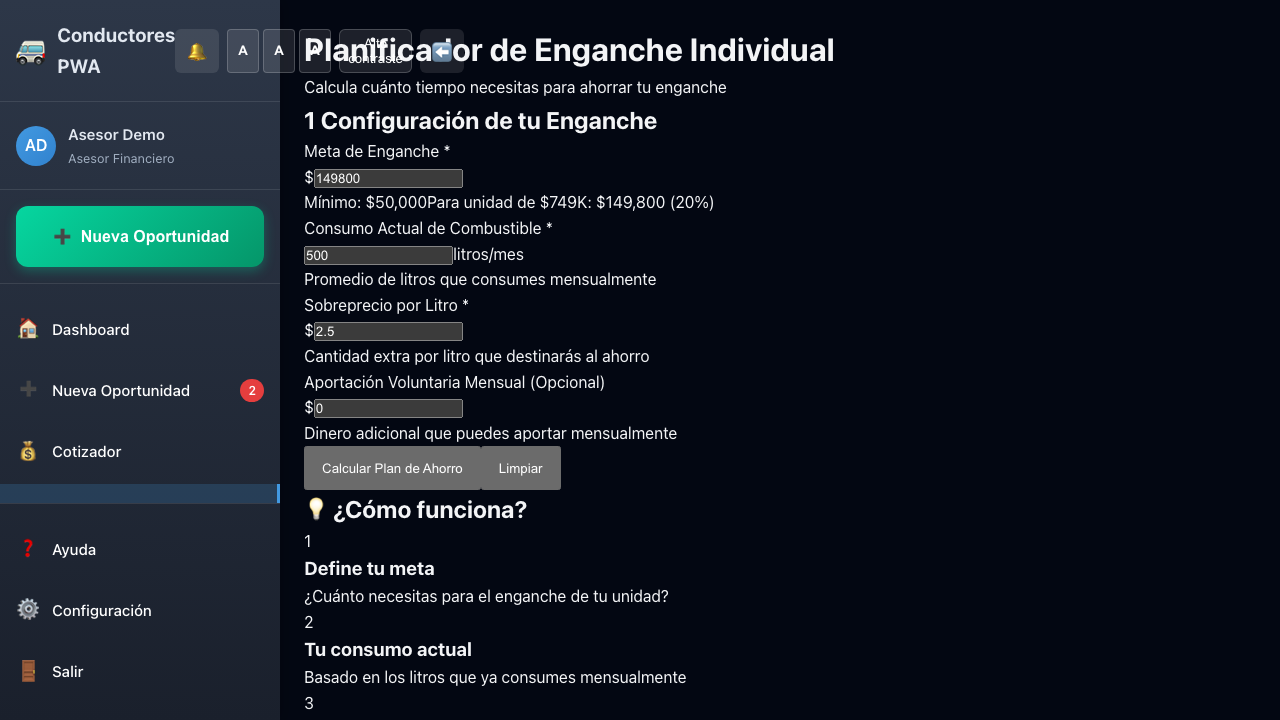 Conductores
PWA
A
A
A
Alto
contraste
AD
Asesor Demo
Asesor Financiero
Nueva Oportunidad
Dashboard
Nueva Oportunidad
2
Cotizador
Ayuda
Configuración
Salir
Planificador de Enganche Individual
Calcula cuánto tiempo necesitas para ahorrar tu enganche
1 Configuración de tu Enganche
Meta de Enganche *
$149800
Mínimo: $50,000Para unidad de $749K: $149,800 (20%)
Consumo Actual de Combustible *
500 litros/mes
Promedio de litros que consumes mensualmente
Sobreprecio por Litro *
$2.5
Cantidad extra por litro que destinarás al ahorro
Aportación Voluntaria Mensual (Opcional)
$0
Dinero adicional que puedes aportar mensualmente
Calcular Plan de Ahorro Limpiar
¿Cómo funciona?
1
Define tu meta
¿Cuánto necesitas para el enganche de tu unidad?
2
Tu consumo actual
Basado en los litros que ya consumes mensualmente
3